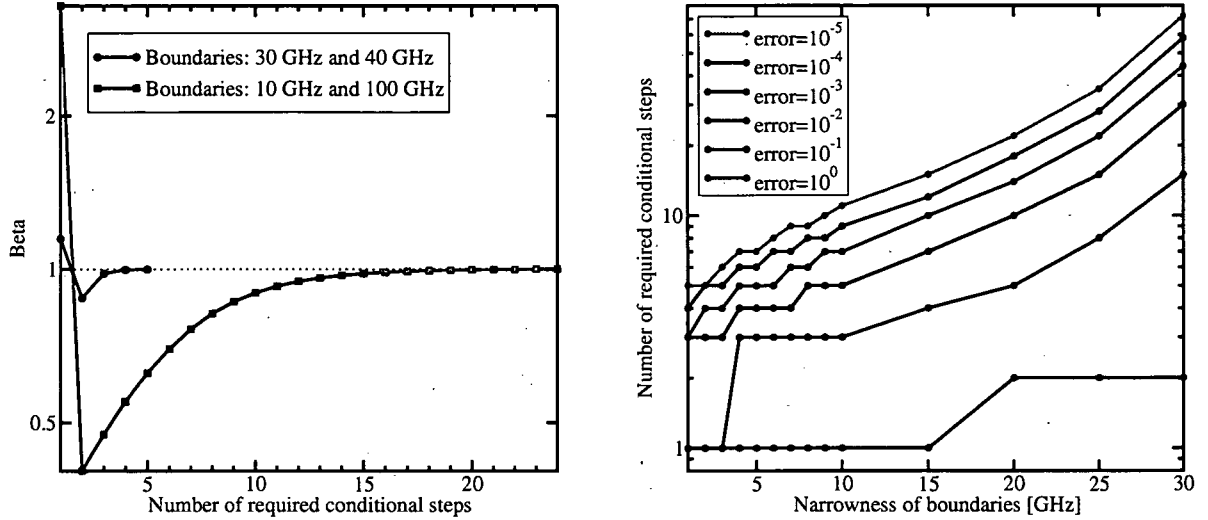 Boundaries: 30 GHz and 40 GHz
Boundaries: 10 GHz and 100 GHz
2
1
0.5
Beta
5
10
15
20
Number of required conditional steps
error=10^-5
error=10^-4
error=10^-3
error=10^-2
error=10^-1
error=10^0
10
1
Number of required conditional steps
5
10
15
20
25
30
Narrowness of boundaries [GHz]